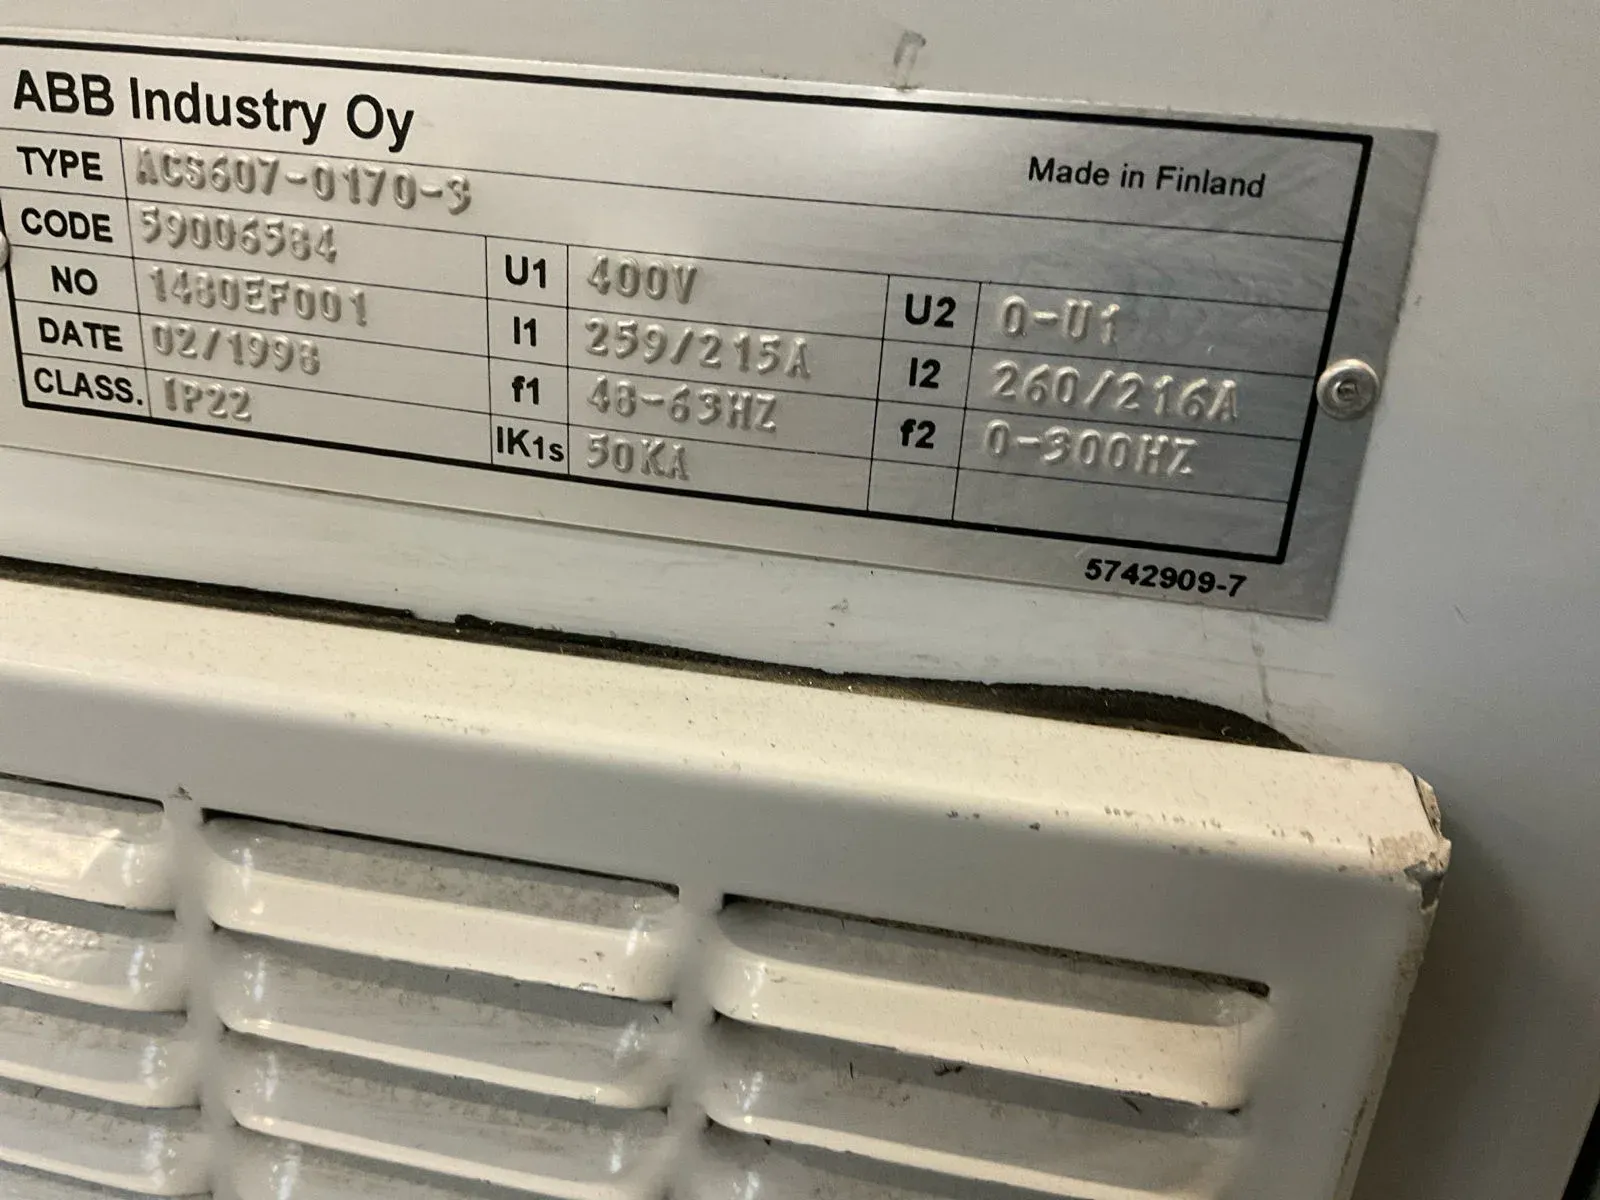 ABB Industry Oy
Made in Finland
TYPE ACS607-0170-3
CODE 59006584
NO 1480EF001
DATE 02/1998
CLASS. IP22
U1 400V
I1 259/215A
f1 48-63HZ
IK1s 50KA
U2 0-U1
I2 260/216A
f2 0-300HZ
5742909-7